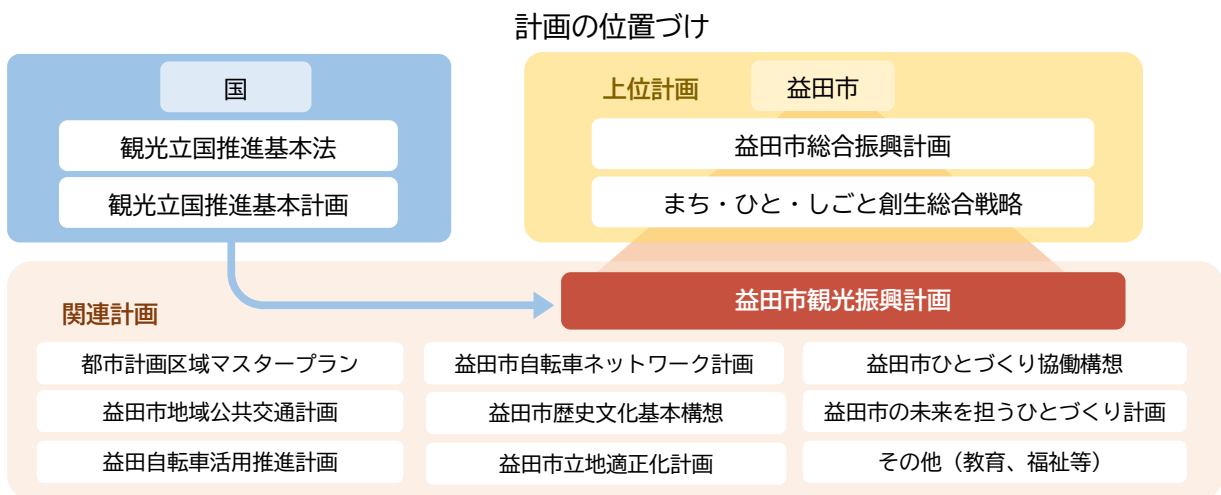 計画の位置づけ
国
観光立国推進基本法
観光立国推進基本計画
上位計画
益田市
益田市総合振興計画
まち・ひと・しごと創生総合戦略
益田市観光振興計画
関連計画
都市計画区域マスタープラン
益田市自転車ネットワーク計画
益田市ひとづくり協働構想
益田市地域公共交通計画
益田市歴史文化基本構想
益田市の未来を担うひとづくり計画
益田自転車活用推進計画
益田市立地適正化計画
その他（教育、福祉等）